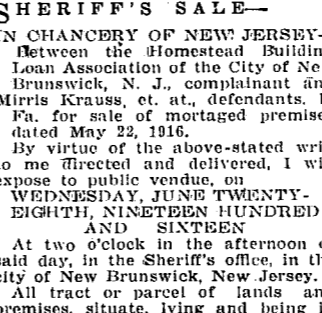 SHERIFF'S SALE—
IN CHANCERY OF NEW JERSEY-
Between the Homestead Buildin
Loan Association of the City of Ne
Brunswick, N. J., complainant an
Mirris Krauss, et. at., defendants.
Fa. for sale of mortaged premise
dated May 22, 1916.
By virtue of the above-stated wri
to me directed and delivered, I wi
expose to public vendue, on
WEDNESDAY, JUNE TWENTY-
EIGHTH, NINETEEN HUNDRED
AND SIXTEEN
At two o'clock in the afternoon o
said day, in the Sheriff's office, in th
city of New Brunswick, New Jersey.
All tract or parcel of lands an
premises, situate, lying and being i